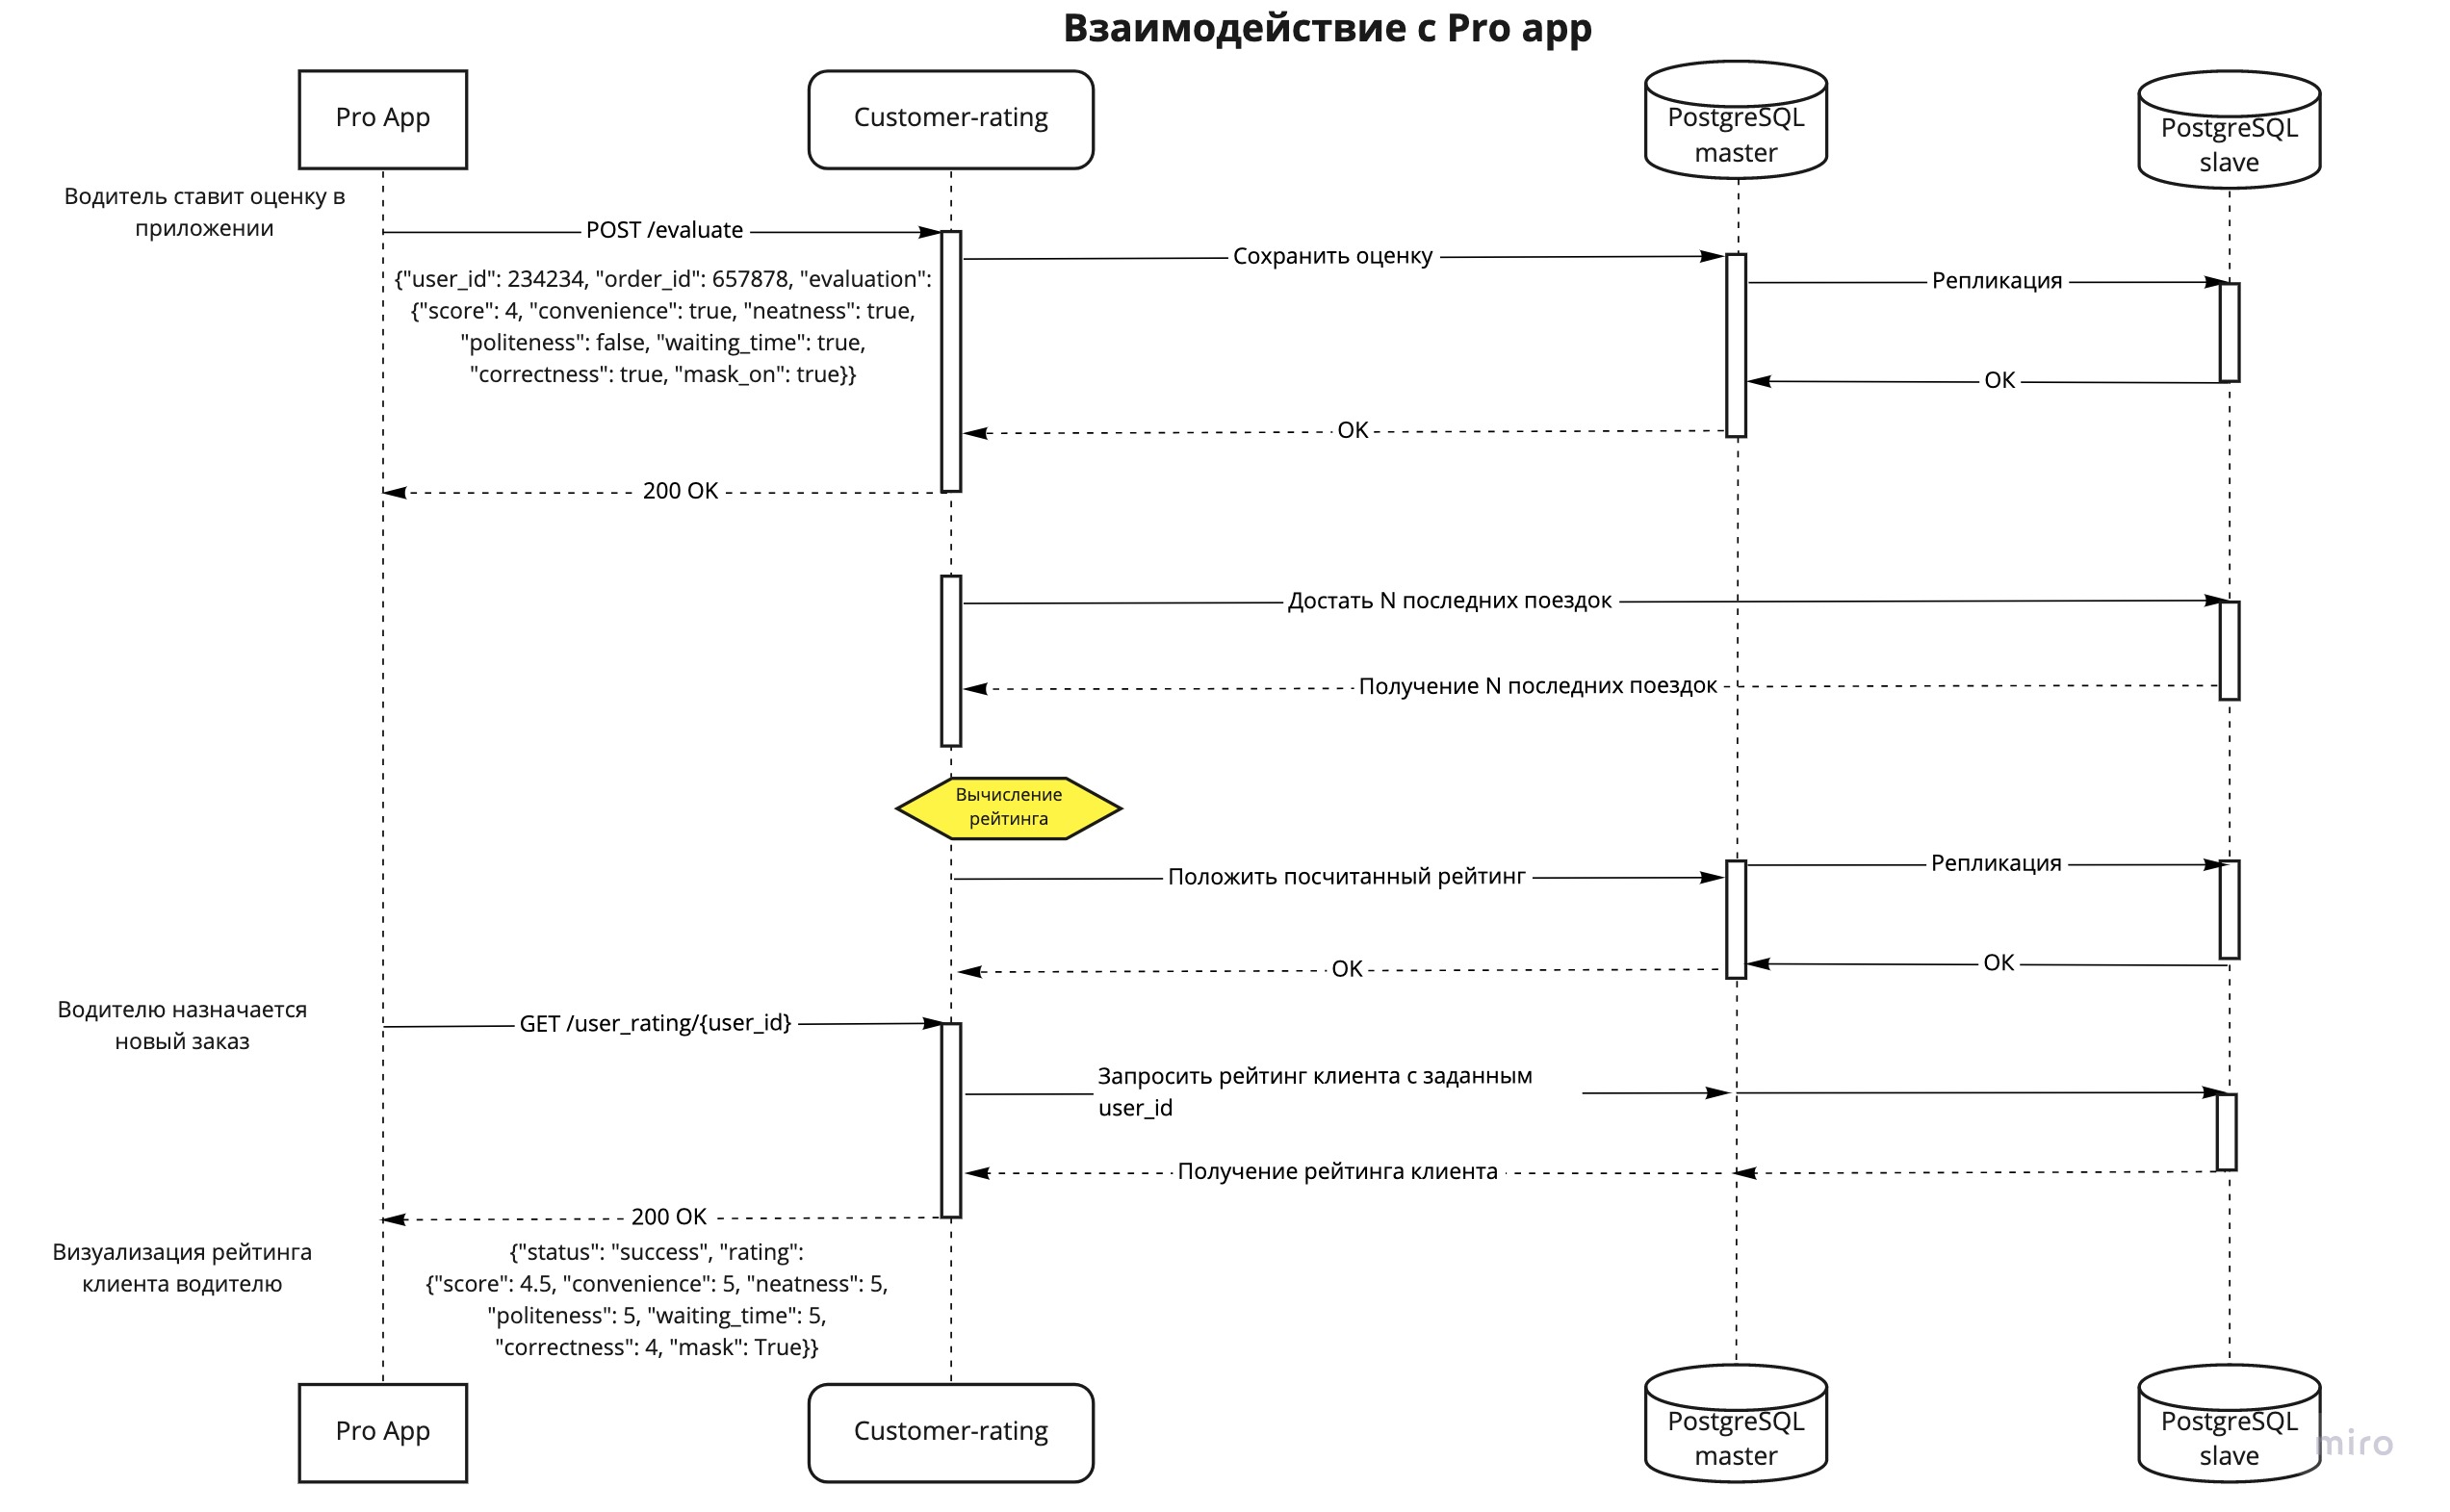 Взаимодействие с Pro app
Pro App
Customer-rating
PostgreSQL
master
PostgreSQL
slave
Водитель ставит оценку в
приложении
POST /evaluate
Сохранить оценку
Репликация
{"user_id": 234234, "order_id": 657878, "evaluation":
{"score": 4, "convenience": true, "neatness": true,
"politeness": false, "waiting_time": true,
"correctness": true, "mask_on": true}}
OK
OK
200 OK
Достать N последних поездок
Получение N последних поездок
Вычисление
рейтинга
Положить посчитанный рейтинг
Репликация
OK
OK
Водителю назначается
новый заказ
GET /user_rating/{user_id}
Запросить рейтинг клиента с заданным
user_id
Получение рейтинга клиента
200 OK
Визуализация рейтинга
клиента водителю
{"status": "success", "rating":
{"score": 4.5, "convenience": 5, "neatness": 5,
"politeness": 5, "waiting_time": 5,
"correctness": 4, "mask": True}}
Pro App
Customer-rating
PostgreSQL
master
PostgreSQL
slave
miro